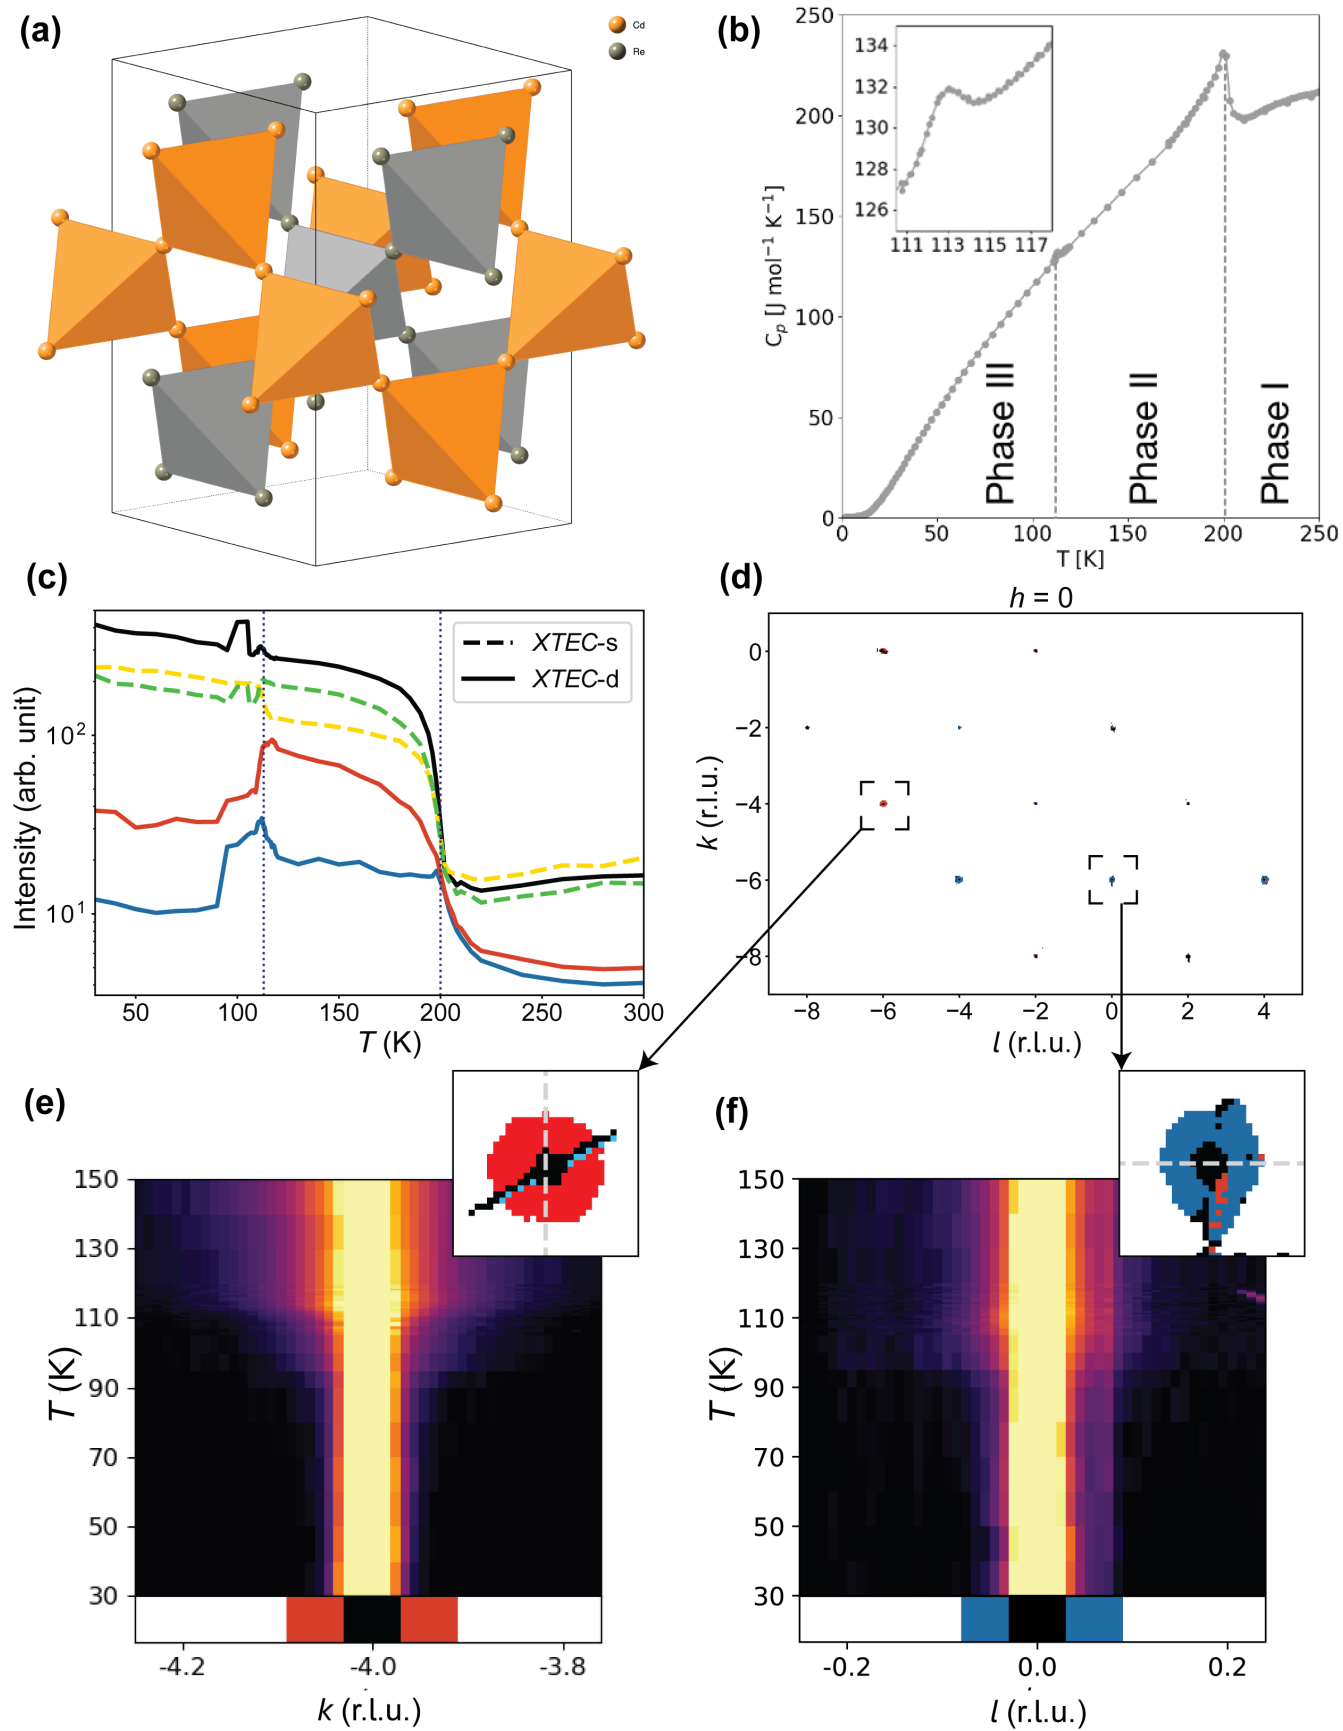 (a)
Cd
Re
(b)
250
200
150
100
50
0
C_p [J mol⁻¹ K⁻¹]
134
132
130
128
126
111 113 115 117
Phase III
Phase II
Phase I
0 50 100 150 200 250
T [K]
(c)
XTEC-s
XTEC-d
10²
10¹
Intensity (arb. unit)
50 100 150 200 250 300
T (K)
(d)
h = 0
0
−2
−4
−6
−8
k (r.l.u.)
−8 −6 −4 −2 0 2 4
l (r.l.u.)
(e)
150
130
110
90
70
50
30
T (K)
-4.2 -4.0 -3.8
k (r.l.u.)
(f)
150
130
110
90
70
50
30
T (K)
-0.2 0.0 0.2
l (r.l.u.)